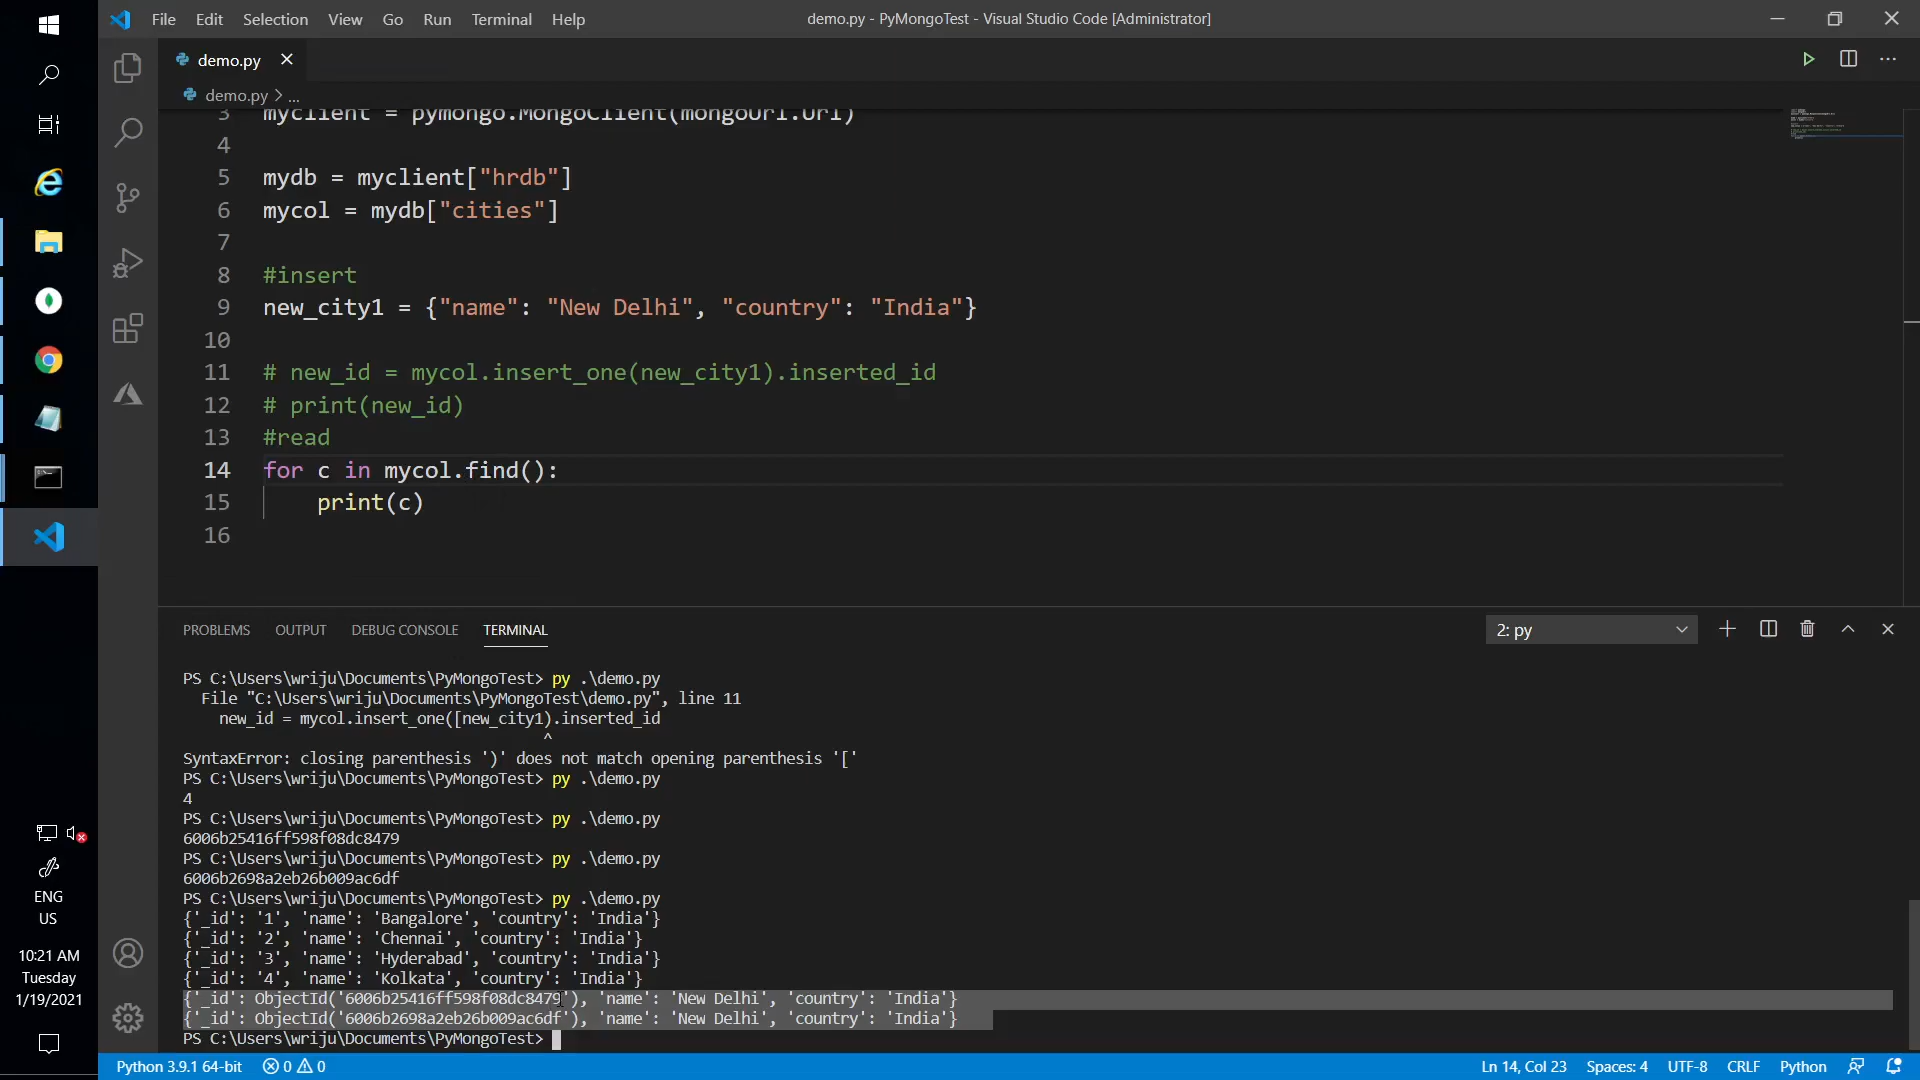 File Edit Selection View Go Run Terminal Help
demo.py - PyMongoTest - Visual Studio Code [Administrator]
demo.py
demo.py > ...
3 myclient = pymongo.MongoClient(mongoUrl.Url)
4
5 mydb = myclient["hrdb"]
6 mycol = mydb["cities"]
7
8 #insert
9 new_city1 = {"name": "New Delhi", "country": "India"}
10
11 # new_id = mycol.insert_one(new_city1).inserted_id
12 # print(new_id)
13 #read
14 for c in mycol.find():
15 print(c)
16
PROBLEMS OUTPUT DEBUG CONSOLE TERMINAL
2: py
PS C:\Users\wriju\Documents\PyMongoTest> py .\demo.py
File "C:\Users\wriju\Documents\PyMongoTest\demo.py", line 11
new_id = mycol.insert_one([new_city1).inserted_id
^
SyntaxError: closing parenthesis ')' does not match opening parenthesis '['
PS C:\Users\wriju\Documents\PyMongoTest> py .\demo.py
4
PS C:\Users\wriju\Documents\PyMongoTest> py .\demo.py
6006b25416ff598f08dc8479
PS C:\Users\wriju\Documents\PyMongoTest> py .\demo.py
6006b2698a2eb26b009ac6df
PS C:\Users\wriju\Documents\PyMongoTest> py .\demo.py
{'_id': '1', 'name': 'Bangalore', 'country': 'India'}
{'_id': '2', 'name': 'Chennai', 'country': 'India'}
{'_id': '3', 'name': 'Hyderabad', 'country': 'India'}
{'_id': '4', 'name': 'Kolkata', 'country': 'India'}
{'_id': ObjectId('6006b25416ff598f08dc8479'), 'name': 'New Delhi', 'country': 'India'}
{'_id': ObjectId('6006b2698a2eb26b009ac6df'), 'name': 'New Delhi', 'country': 'India'}
PS C:\Users\wriju\Documents\PyMongoTest>
ENG
US
10:21 AM
Tuesday
1/19/2021
Python 3.9.1 64-bit 0 0
Ln 14, Col 23 Spaces: 4 UTF-8 CRLF Python